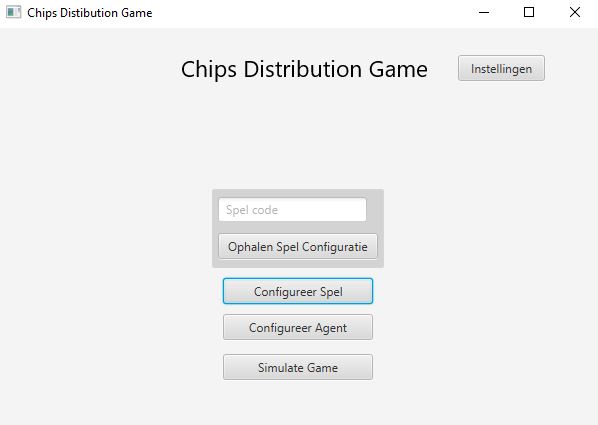 Chips Distibution Game
Chips Distribution Game
Instellingen
Spel code
Ophalen Spel Configuratie
Configureer Spel
Configureer Agent
Simulate Game